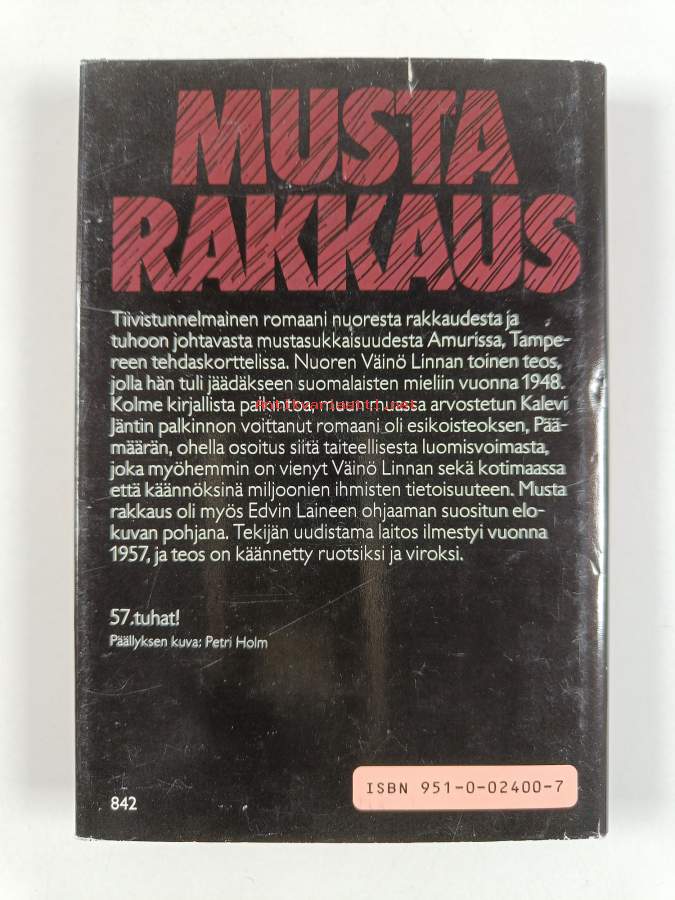 MUSTA
RAKKAUS
Tiivistunnelmainen romaani nuoresta rakkaudesta ja
tuhoon johtavasta mustasukkaisuudesta Amurissa, Tampe-
reen tehdaskorttelissa. Nuoren Väinö Linnan toinen teos,
jolla hän tuli jäädäkseen suomalaisten mieliin vuonna 1948.
Kolme kirjallista palkintoa, muun muassa arvostetun Kalevi
Jäntin palkinnon voittanut romaani oli esikoisteoksen, Pää-
määrän, ohella osoitus siitä taiteellisesta luomisvoimasta,
joka myöhemmin on vienyt Väinö Linnan sekä kotimaassa
että käännöksinä miljoonien ihmisten tietoisuuteen. Musta
rakkaus oli myös Edvin Laineen ohjaaman suositun elo-
kuvan pohjana. Tekijän uudistama laitos ilmestyi vuonna
1957, ja teos on käännetty ruotsiksi ja viroksi.
57.tuhat!
Päällyksen kuva: Petri Holm
ISBN 951-0-02400-7
842